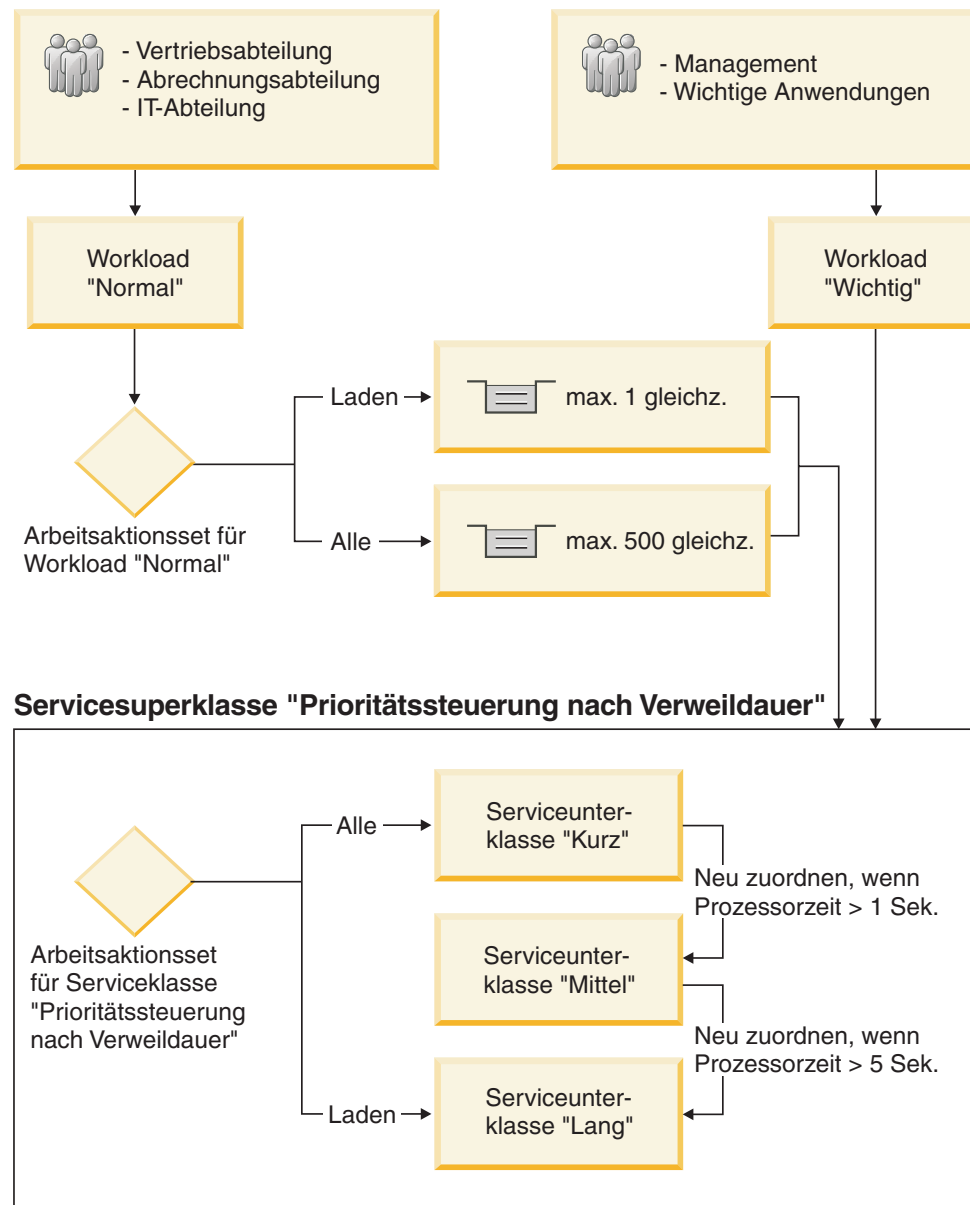 - Vertriebsabteilung
- Abrechnungsabteilung
- IT-Abteilung
- Management
- Wichtige Anwendungen
Workload
"Normal"
Workload
"Wichtig"
Laden
max. 1 gleichz.
Alle
max. 500 gleichz.
Arbeitsaktionsset für
Workload "Normal"
Servicesuperklasse "Prioritätssteuerung nach Verweildauer"
Alle
Serviceunter-
klasse "Kurz"
Neu zuordnen, wenn
Prozessorzeit > 1 Sek.
Arbeitsaktionsset
für Serviceklasse
"Prioritätssteuerung
nach Verweildauer"
Serviceunter-
klasse "Mittel"
Neu zuordnen, wenn
Prozessorzeit > 5 Sek.
Laden
Serviceunter-
klasse "Lang"